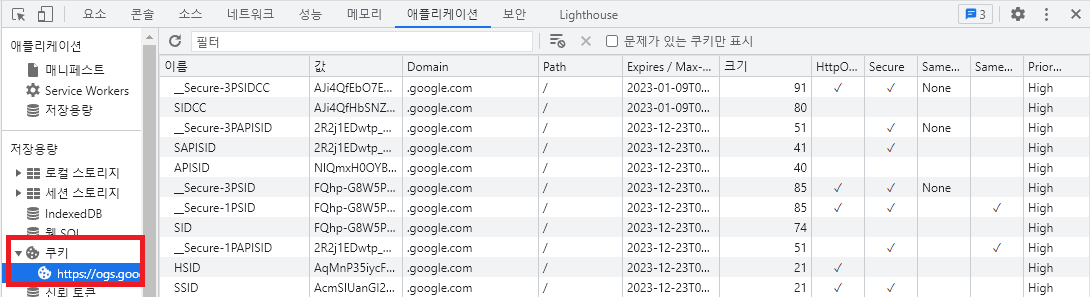 요소 콘솔 소스 네트워크 성능 메모리 애플리케이션 보안 Lighthouse 3
애플리케이션
매니페스트
Service Workers
저장용량
저장용량
로컬 스토리지
세션 스토리지
IndexedDB
웹 SQL
쿠키
https://ogs.goo
신뢰 토큰
필터 문제가 있는 쿠키만 표시
이름 값 Domain Path Expires / Max-... 크기 HttpO... Secure Same... Same... Prior...
__Secure-3PSIDCC AJi4QfEbO7E... .google.com / 2023-01-09T0... 91 ✓ ✓ None High
SIDCC AJi4QfHbSNZ... .google.com / 2023-01-09T0... 80 High
__Secure-3PAPISID 2R2j1EDwtp_... .google.com / 2023-12-23T0... 51 ✓ None High
SAPISID 2R2j1EDwtp_... .google.com / 2023-12-23T0... 41 ✓ High
APISID NIQmxH0OYB... .google.com / 2023-12-23T0... 40 High
__Secure-3PSID FQhp-G8W5P... .google.com / 2023-12-23T0... 85 ✓ ✓ None High
__Secure-1PSID FQhp-G8W5P... .google.com / 2023-12-23T0... 85 ✓ ✓ ✓ High
SID FQhp-G8W5P... .google.com / 2023-12-23T0... 74 High
__Secure-1PAPISID 2R2j1EDwtp_... .google.com / 2023-12-23T0... 51 ✓ ✓ High
HSID AqMnP35iycF... .google.com / 2023-12-23T0... 21 ✓ High
SSID AcmSIUanGI2... .google.com / 2023-12-23T0... 21 ✓ ✓ High